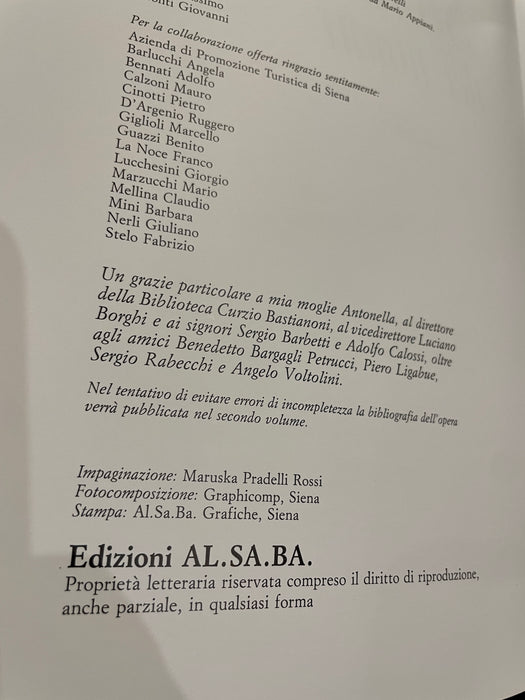 Giovanni
Mario Appiani.
Per la collaborazione offerta ringrazio sentitamente:
Azienda di Promozione Turistica di Siena
Barlucchi Angela
Bennati Adolfo
Calzoni Mauro
Cinotti Pietro
D'Argenio Ruggero
Giglioli Marcello
Guazzi Benito
La Noce Franco
Lucchesini Giorgio
Marzucchi Mario
Mellina Claudio
Mini Barbara
Nerli Giuliano
Stelo Fabrizio
Un grazie particolare a mia moglie Antonella, al direttore
della Biblioteca Curzio Bastianoni, al vicedirettore Luciano
Borghi e ai signori Sergio Barbetti e Adolfo Calossi, oltre
agli amici Benedetto Bargagli Petrucci, Piero Ligabue,
Sergio Rabecchi e Angelo Voltolini.
Nel tentativo di evitare errori di incompletezza la bibliografia dell'opera
verrà pubblicata nel secondo volume.
Impaginazione: Maruska Pradelli Rossi
Fotocomposizione: Graphicomp, Siena
Stampa: Al.Sa.Ba. Grafiche, Siena
Edizioni AL.SA.BA.
Proprietà letteraria riservata compreso il diritto di riproduzione,
anche parziale, in qualsiasi forma